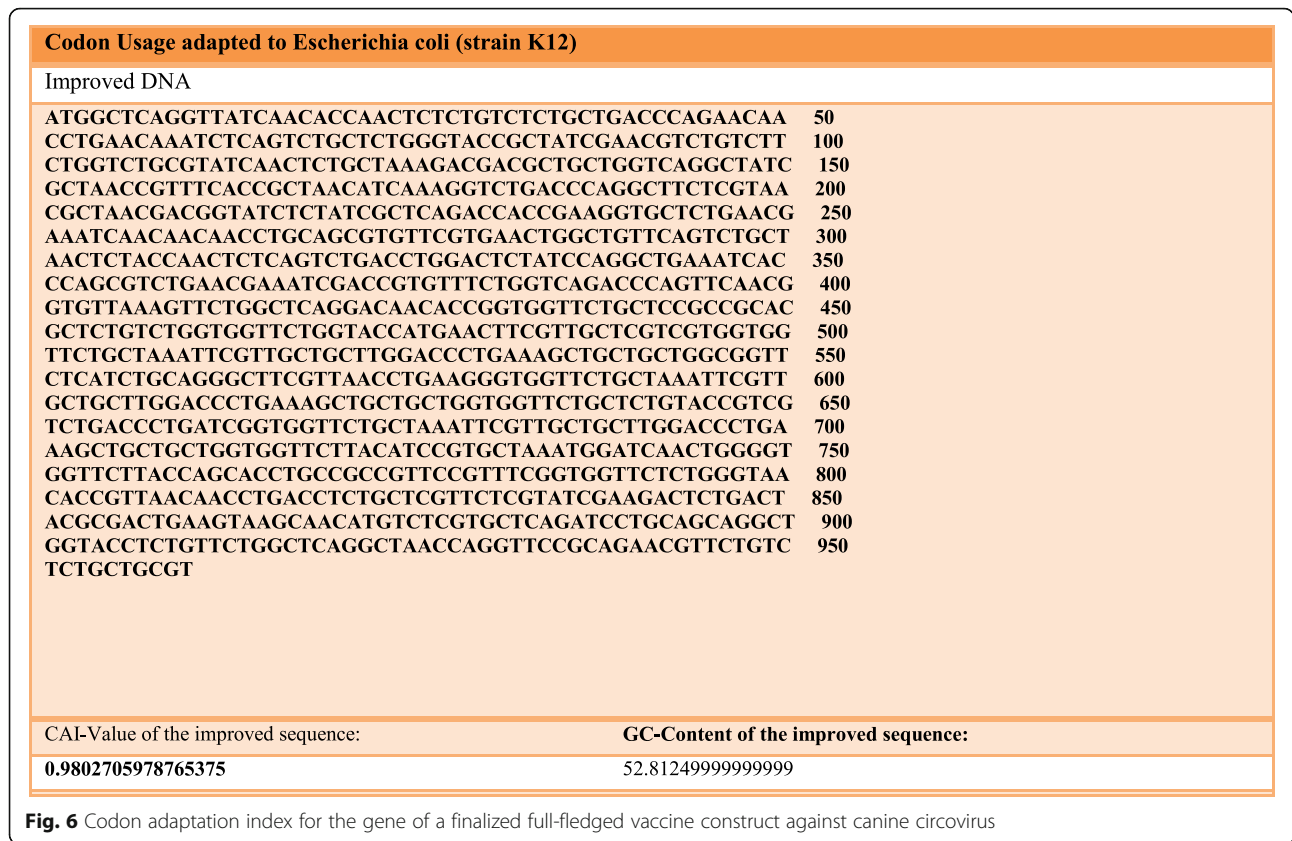 Codon Usage adapted to Escherichia coli (strain K12)
Improved DNA
ATGGCTCAGGTTATCAACACCAACTCTCTGTCTCTGCTGACCCAGAACAA 50
CCTGAACAAATCTCAGTCTGCTCTGGGTACCGCTATCGAACGTCTGTCTT 100
CTGGTCTGCGTATCAACTCTGCTAAAGACGACGCTGCTGGTCAGGCTATC 150
GCTAACCGTTTCACCGCTAACATCAAAGGTCTGACCCAGGCTTCTCGTAA 200
CGCTAACGACGGTATCTCTATCGCTCAGACCACCGAAGGTGCTCTGAACG 250
AAATCAACAACAACCTGCAGCGTGTTCGTGAACTGGCTGTTCAGTCTGCT 300
AACTCTACCAACTCTCAGTCTGACCTGGACTCTATCCAGGCTGAAATCAC 350
CCAGCGTCTGAACGAAATCGACCGTGTTTCTGGTCAGACCCAGTTCAACG 400
GTGTTAAAGTTCTGGCTCAGGACAACACCGGTGGTTCTGCTCCGCCGCAC 450
GCTCTGTCTGGTGGTTCTGGTACCATGAACTTCGTTGCTCGTCGTGGTGG 500
TTCTGCTAAATTCGTTGCTGCTTGGACCCTGAAAGCTGCTGCTGGCGGTT 550
CTCATCTGCAGGGCTTCGTTAACCTGAAGGGTGGTTCTGCTAAATTCGTT 600
GCTGCTTGGACCCTGAAAGCTGCTGCTGGTGGTTCTGCTCTGTACCGTCG 650
TCTGACCCTGATCGGTGGTTCTGCTAAATTCGTTGCTGCTTGGACCCTGA 700
AAGCTGCTGCTGGTGGTTCTTACATCCGTGCTAAATGGATCAACTGGGGT 750
GGTTCTTACCAGCACCTGCCGCCGTTCCGTTTCGGTGGTTCTCTGGGTAA 800
CACCGTTAACAACCTGACCTCTGCTCGTTCTCGTATCGAAGACTCTGACT 850
ACGCGACTGAAGTAAGCAACATGTCTCGTGCTCAGATCCTGCAGCAGGCT 900
GGTACCTCTGTTCTGGCTCAGGCTAACCAGGTTCCGCAGAACGTTCTGTC 950
TCTGCTGCGT
CAI-Value of the improved sequence: GC-Content of the improved sequence:
0.9802705978765375 52.81249999999999
Fig. 6 Codon adaptation index for the gene of a finalized full-fledged vaccine construct against canine circovirus